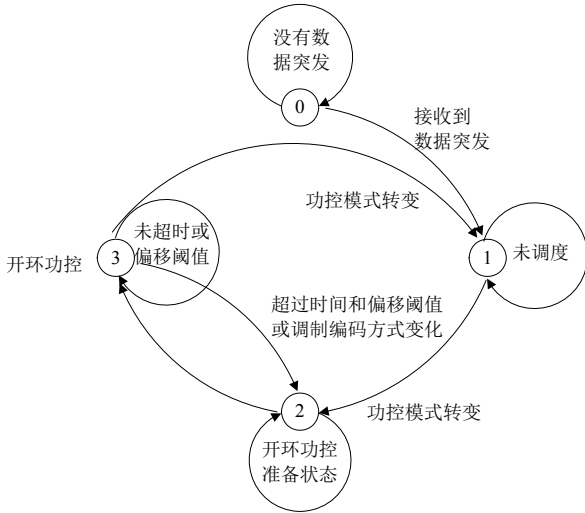 没有数
据突发
0
接收到
数据突发
功控模式转变
未超时或
偏移阈值
3
开环功控
1
未调度
超过时间和偏移阈值
或调制编码方式变化
2
功控模式转变
开环功控
准备状态